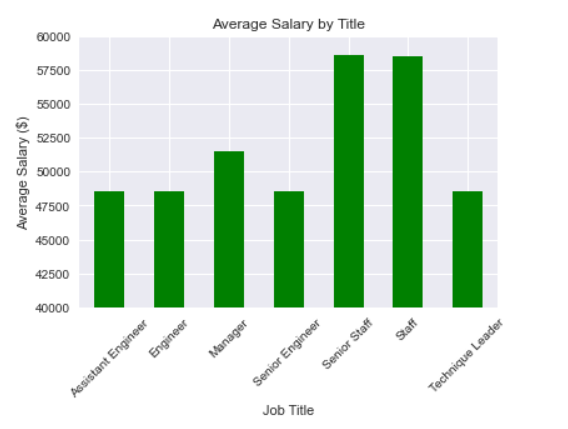 Average Salary by Title
Average Salary ($)
60000
57500
55000
52500
50000
47500
45000
42500
40000
Assistant Engineer
Engineer
Manager
Senior Engineer
Senior Staff
Staff
Technique Leader
Job Title